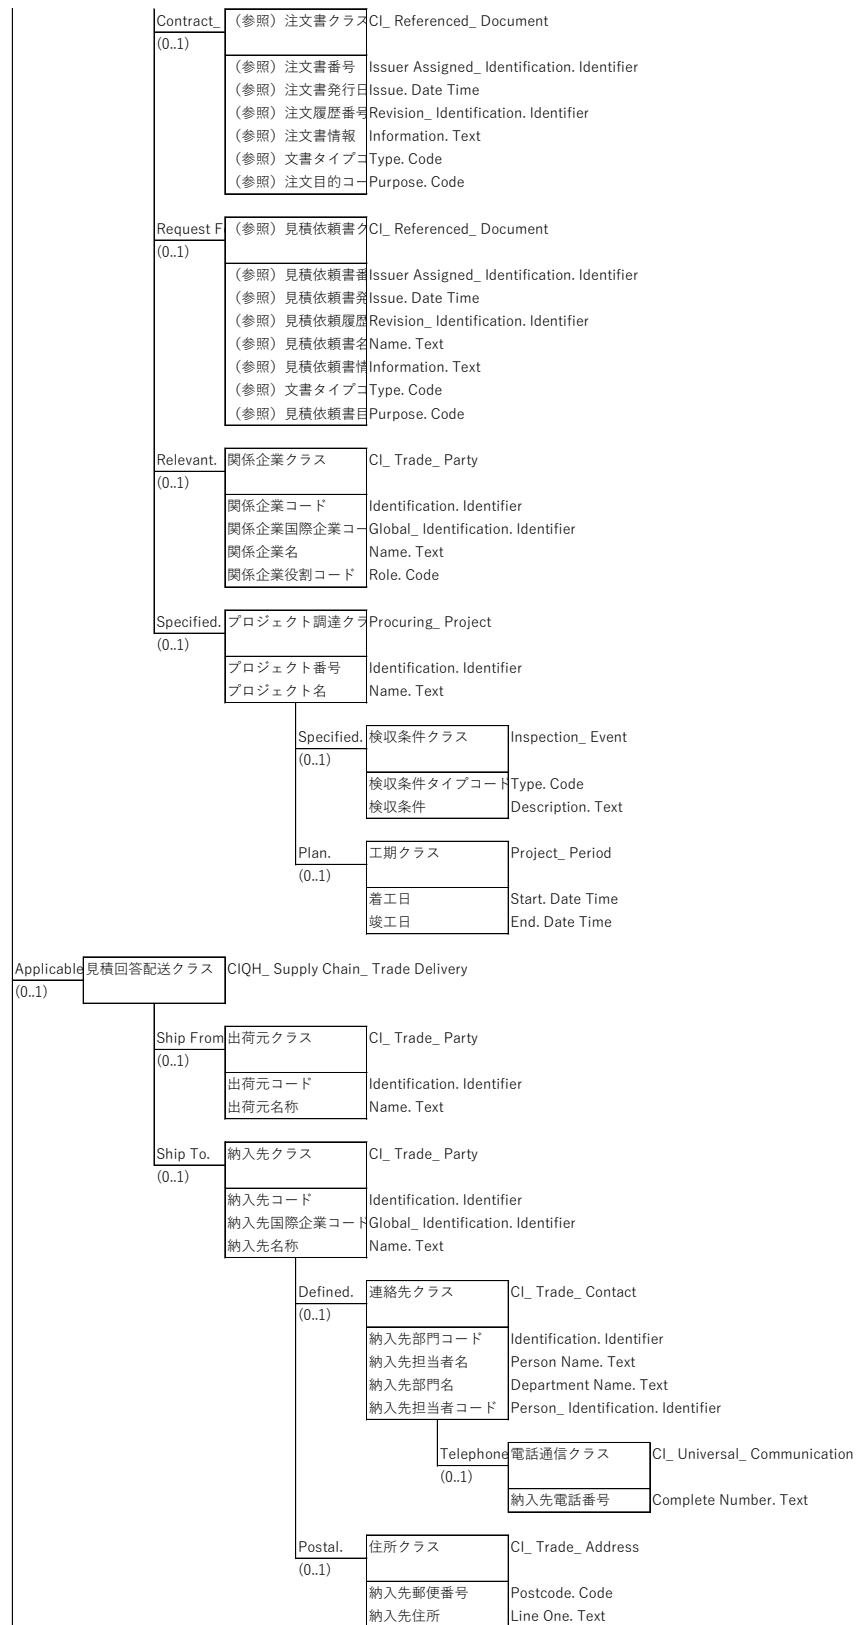 Contract_ （参照）注文書クラス CI_ Referenced_ Document
(0..1)
（参照）注文書番号 Issuer Assigned_ Identification. Identifier
（参照）注文書発行日 Issue. Date Time
（参照）注文履歴番号 Revision_ Identification. Identifier
（参照）注文書情報 Information. Text
（参照）文書タイプコ Type. Code
（参照）注文目的コー Purpose. Code
Request F （参照）見積依頼書ク CI_ Referenced_ Document
(0..1)
（参照）見積依頼書番 Issuer Assigned_ Identification. Identifier
（参照）見積依頼書発 Issue. Date Time
（参照）見積依頼履歴 Revision_ Identification. Identifier
（参照）見積依頼書名 Name. Text
（参照）見積依頼書情 Information. Text
（参照）文書タイプコ Type. Code
（参照）見積依頼書目 Purpose. Code
Relevant. 関係企業クラス CI_ Trade_ Party
(0..1)
関係企業コード Identification. Identifier
関係企業国際企業コー Global_ Identification. Identifier
関係企業名 Name. Text
関係企業役割コード Role. Code
Specified. プロジェクト調達クラ Procuring_ Project
(0..1)
プロジェクト番号 Identification. Identifier
プロジェクト名 Name. Text
Specified. 検収条件クラス Inspection_ Event
(0..1)
検収条件タイプコード Type. Code
検収条件 Description. Text
Plan. 工期クラス Project_ Period
(0..1)
着工日 Start. Date Time
竣工日 End. Date Time
Applicable 見積回答配送クラス CIQH_ Supply Chain_ Trade Delivery
(0..1)
Ship From 出荷元クラス CI_ Trade_ Party
(0..1)
出荷元コード Identification. Identifier
出荷元名称 Name. Text
Ship To. 納入先クラス CI_ Trade_ Party
(0..1)
納入先コード Identification. Identifier
納入先国際企業コード Global_ Identification. Identifier
納入先名称 Name. Text
Defined. 連絡先クラス CI_ Trade_ Contact
(0..1)
納入先部門コード Identification. Identifier
納入先担当者名 Person Name. Text
納入先部門名 Department Name. Text
納入先担当者コード Person_ Identification. Identifier
Telephone 電話通信クラス CI_ Universal_ Communication
(0..1)
納入先電話番号 Complete Number. Text
Postal. 住所クラス CI_ Trade_ Address
(0..1)
納入先郵便番号 Postcode. Code
納入先住所 Line One. Text